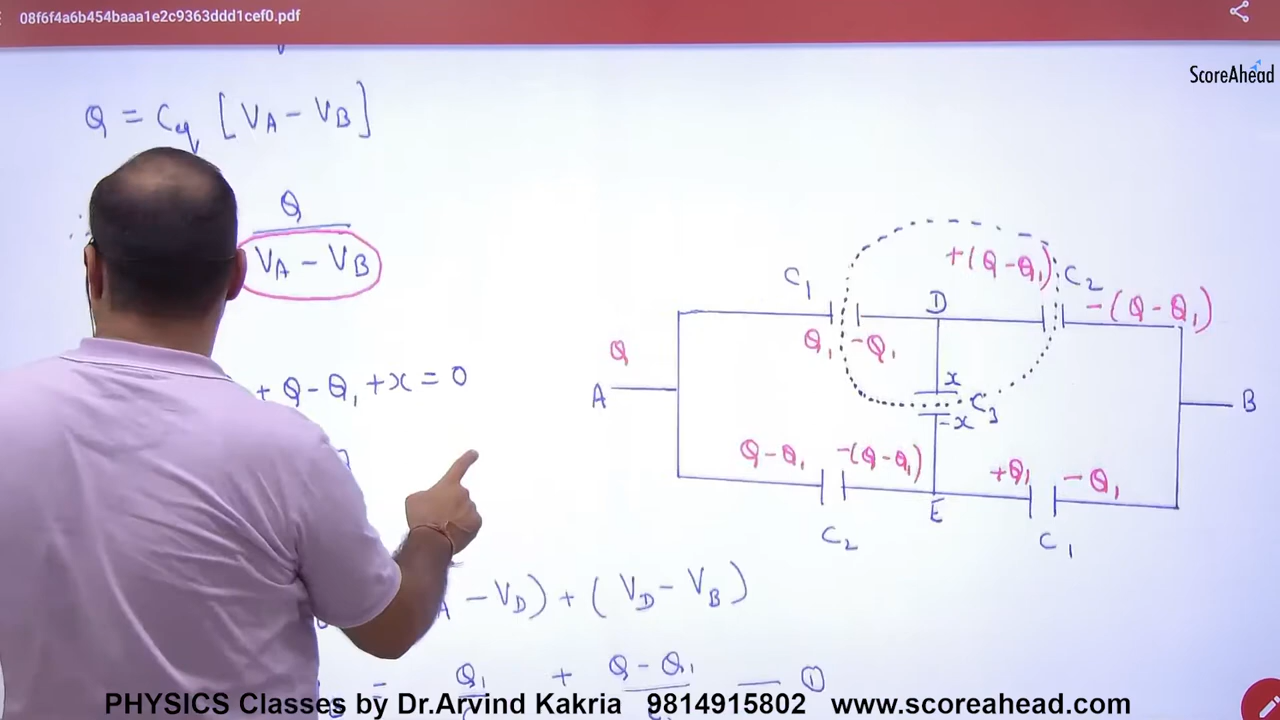 08f6f4a6b454baaa1e2c9363ddd1cef0.pdf
ScoreAhead
Q = Ceq [VA - VB]
Q
VA - VB
+ Q - Q1 + x = 0
- VD) + (VD - VB)
Q1 + Q - Q1 — ①
+(Q - Q1)
C1
C2
D
-(Q - Q1)
Q
Q1
-Q1
x
A
C3
B
-x
Q - Q1
-(Q - Q1)
+Q1
-Q1
E
C2
C1
PHYSICS Classes by Dr.Arvind Kakria 9814915802 www.scoreahead.com